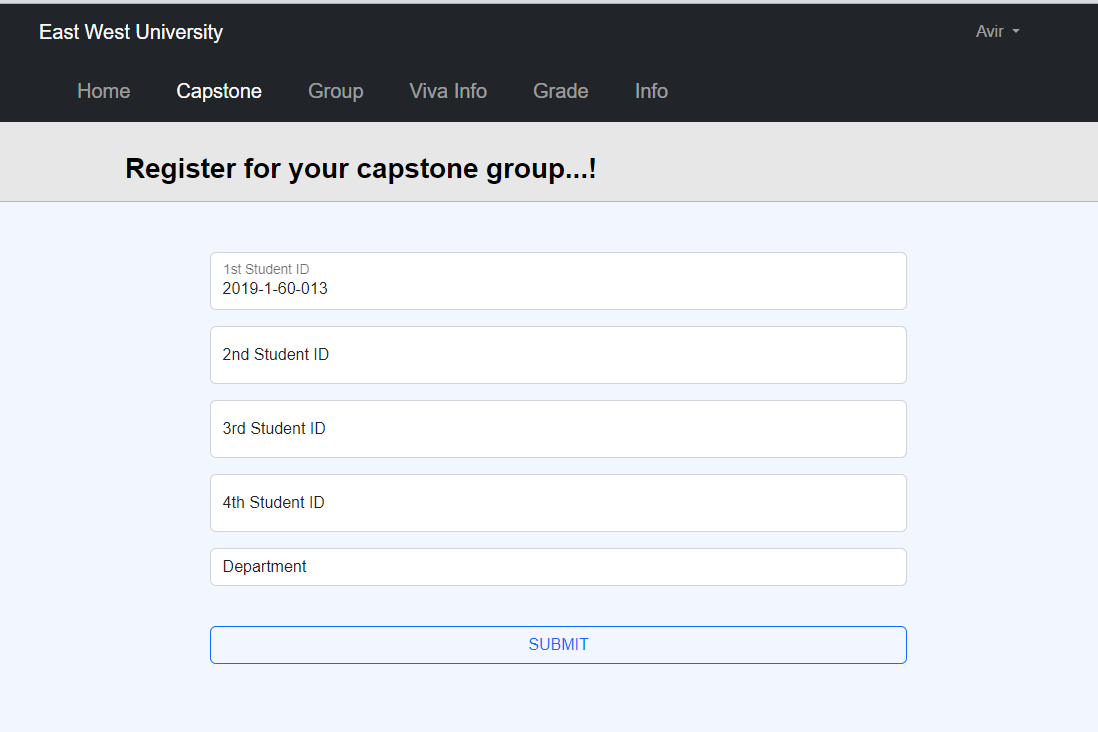 East West University
Avir
Home Capstone Group Viva Info Grade Info
Register for your capstone group...!
1st Student ID
2019-1-60-013
2nd Student ID
3rd Student ID
4th Student ID
Department
SUBMIT